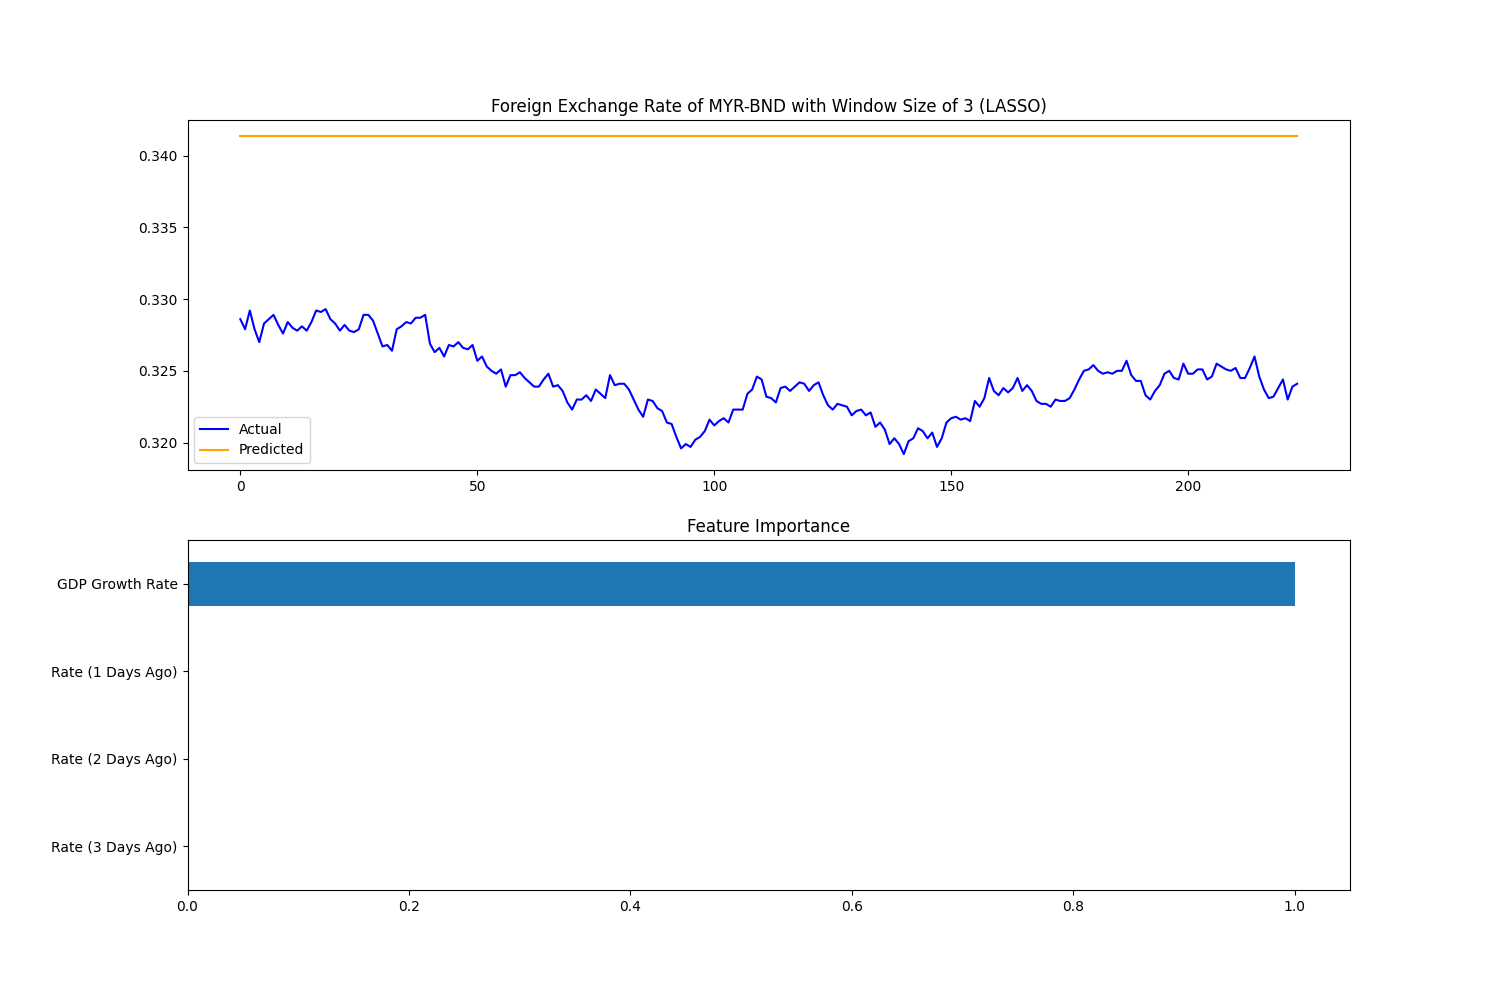 Foreign Exchange Rate of MYR-BND with Window Size of 3 (LASSO)
0.340
0.335
0.330
0.325
0.320
Actual
Predicted
0 50 100 150 200
Feature Importance
GDP Growth Rate
Rate (1 Days Ago)
Rate (2 Days Ago)
Rate (3 Days Ago)
0.0 0.2 0.4 0.6 0.8 1.0